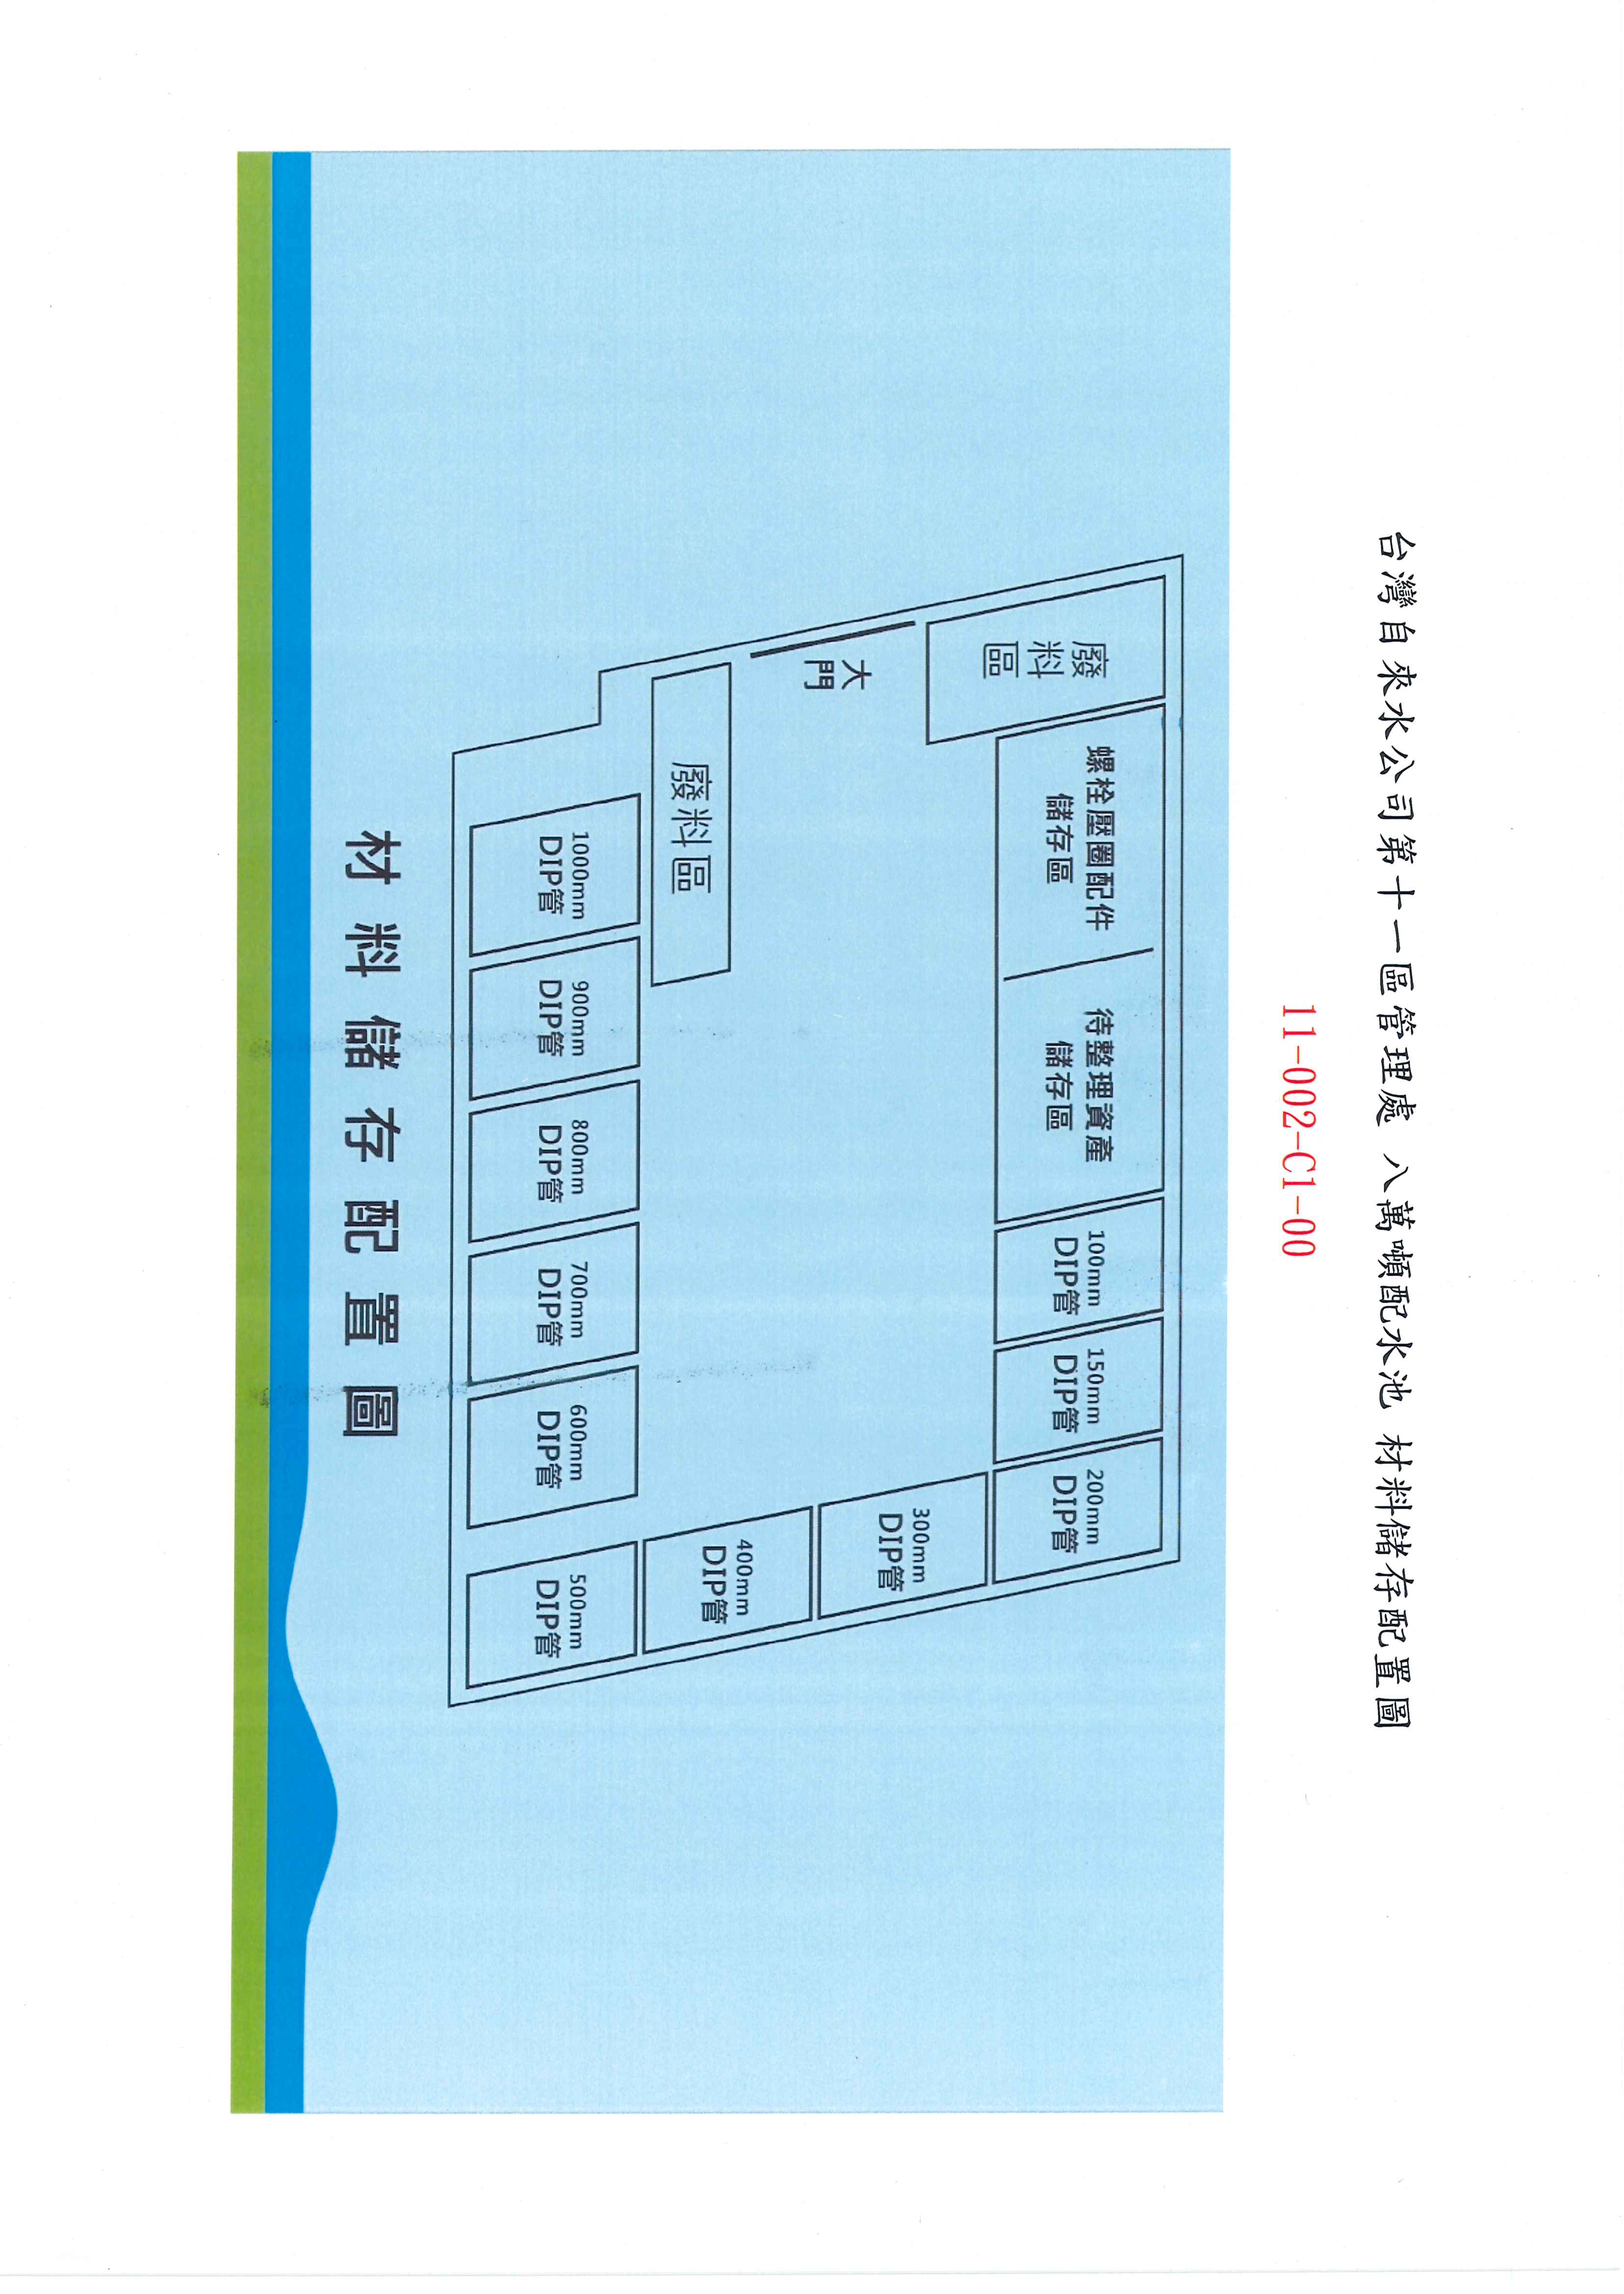 台灣自來水公司第十一區管理處 八萬噸配水池 材料儲存配置圖
11-002-C1-00
廢
料
區
螺栓壓圈配件
儲存區
待整理資產
儲存區
100mm
DIP管
150mm
DIP管
200mm
DIP管
大
門
300mm
DIP管
400mm
DIP管
廢料區
1000mm
DIP管
900mm
DIP管
800mm
DIP管
700mm
DIP管
600mm
DIP管
500mm
DIP管
材料儲存配置圖